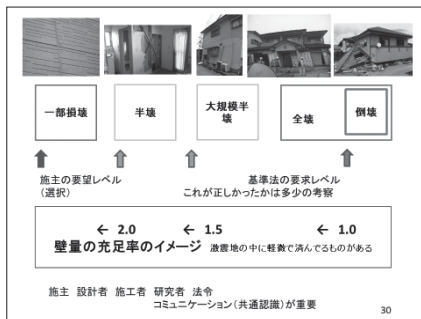 一部損壊
半壊
大規模半
壊
全壊
倒壊
施主の要望レベル
(選択)
基準法の要求レベル
これが正しかったかは多少の考察
← 2.0
← 1.5
← 1.0
壁量の充足率のイメージ 激震地の中に軽微で済んでるものがある
施主 設計者 施工者 研究者 法令
コミュニケーション(共通認識)が重要
30